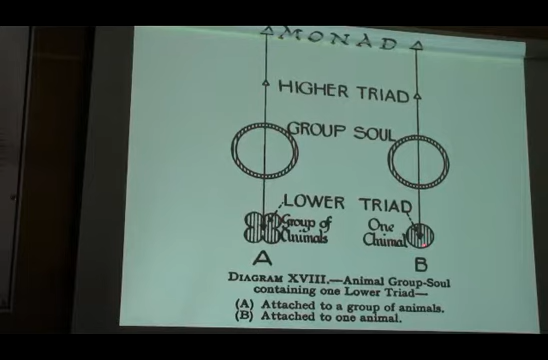 MONAD
HIGHER TRIAD
GROUP SOUL
LOWER TRIAD
Group of
Animals
One
Animal
A
B
DIAGRAM XVIII.—Animal Group-Soul
containing one Lower Triad—
(A) Attached to a group of animals.
(B) Attached to one animal.